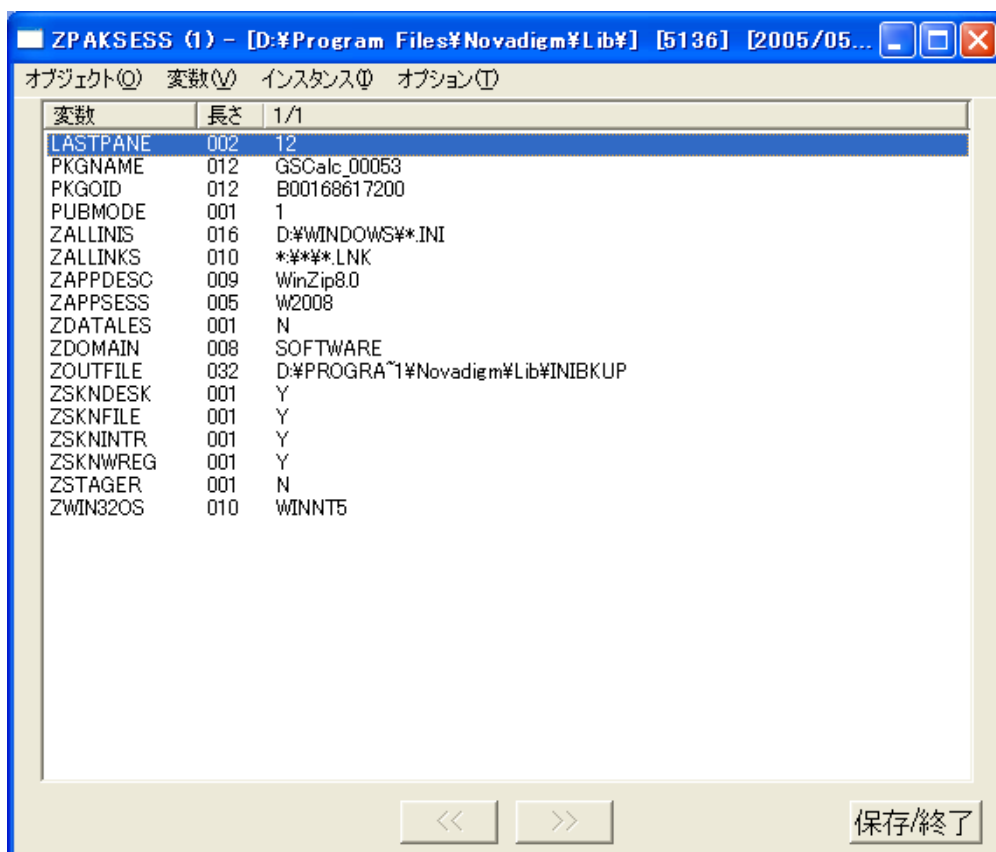 ZPAKSESS (1) - [D:¥Program Files¥Novadigm¥Lib¥] [5136] [2005/05...
オブジェクト(O) 変数(V) インスタンス(I) オプション(T)
変数 長さ 1/1
LASTPANE 002 12
PKGNAME 012 GSCalc_00053
PKGOID 012 B00168617200
PUBMODE 001 1
ZALLINIS 016 D:¥WINDOWS¥*.INI
ZALLINKS 010 *:¥*¥*.LNK
ZAPPDESC 009 WinZip8.0
ZAPPSESS 005 W2008
ZDATALES 001 N
ZDOMAIN 008 SOFTWARE
ZOUTFILE 032 D:¥PROGRA~1¥Novadigm¥Lib¥INIBKUP
ZSKNDESK 001 Y
ZSKNFILE 001 Y
ZSKNINTR 001 Y
ZSKNWREG 001 Y
ZSTAGER 001 N
ZWIN32OS 010 WINNT5
<< >> 保存/終了